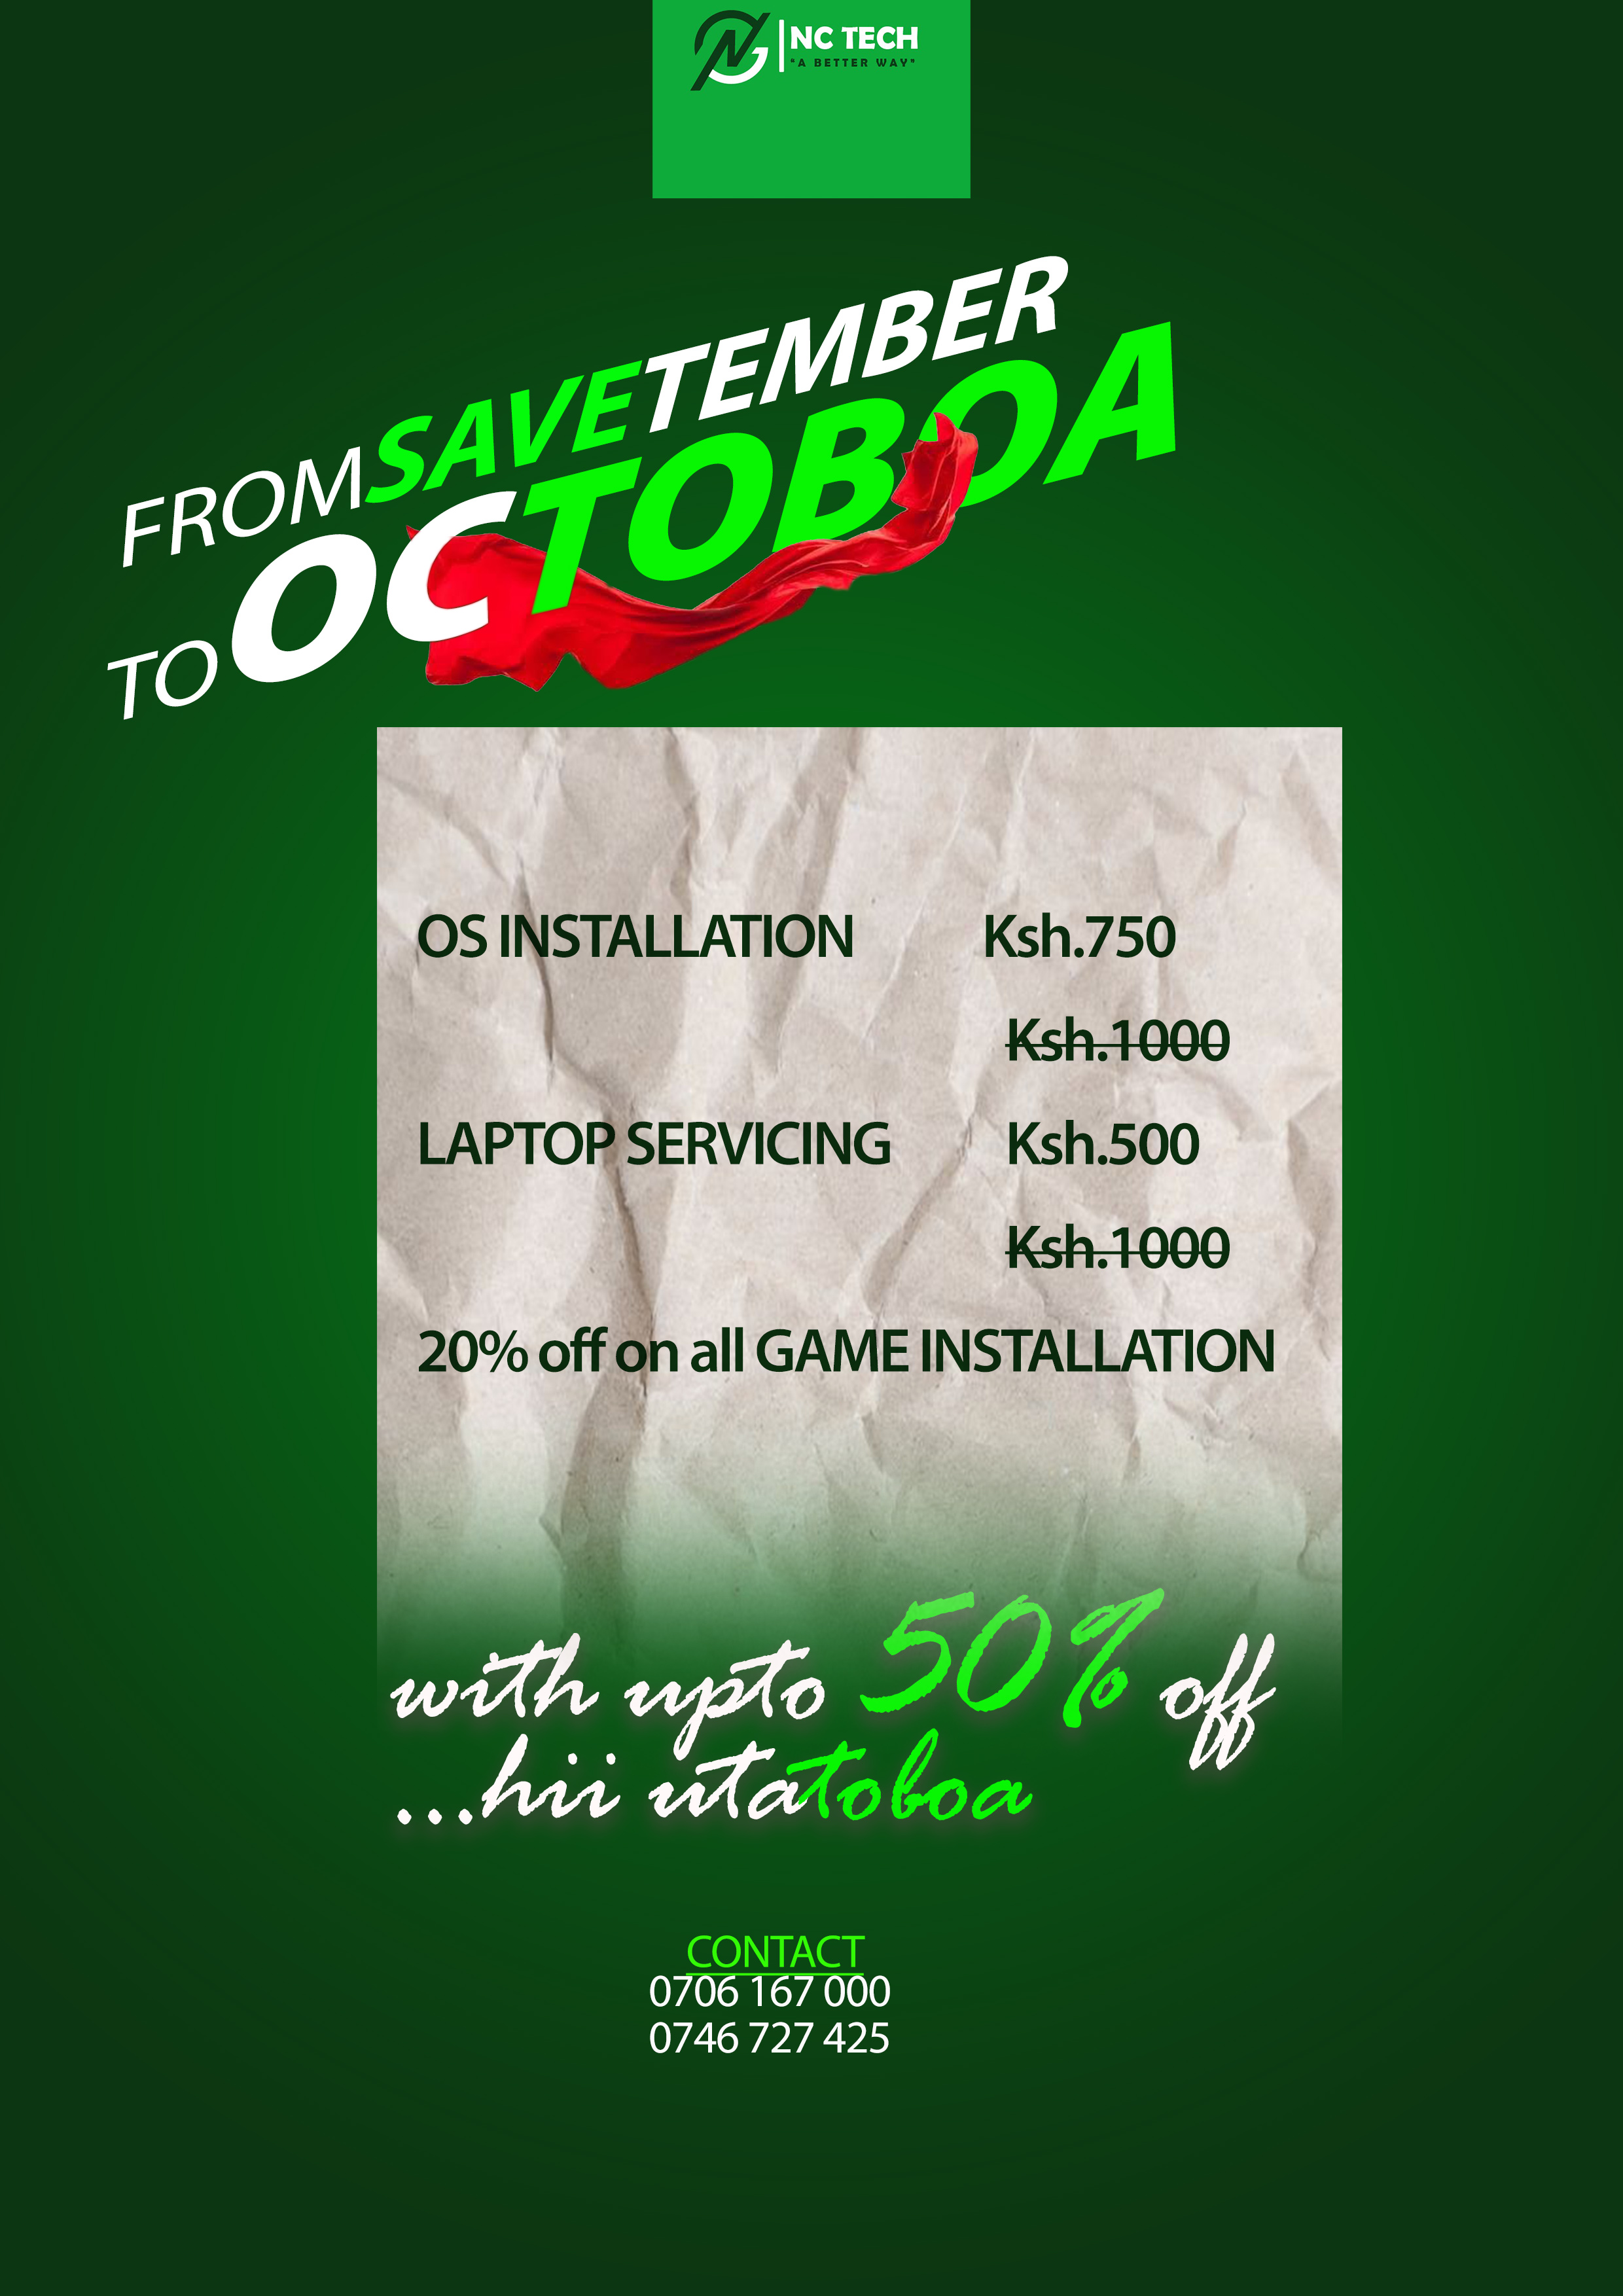 NC TECH
"A BETTER WAY"
FROM SAVETEMBER
TO OCTOBOA
OS INSTALLATION Ksh.750
Ksh.1000
LAPTOP SERVICING Ksh.500
Ksh.1000
20% off on all GAME INSTALLATION
with upto 50% off
...hii utatoboa
CONTACT
0706 167 000
0746 727 425